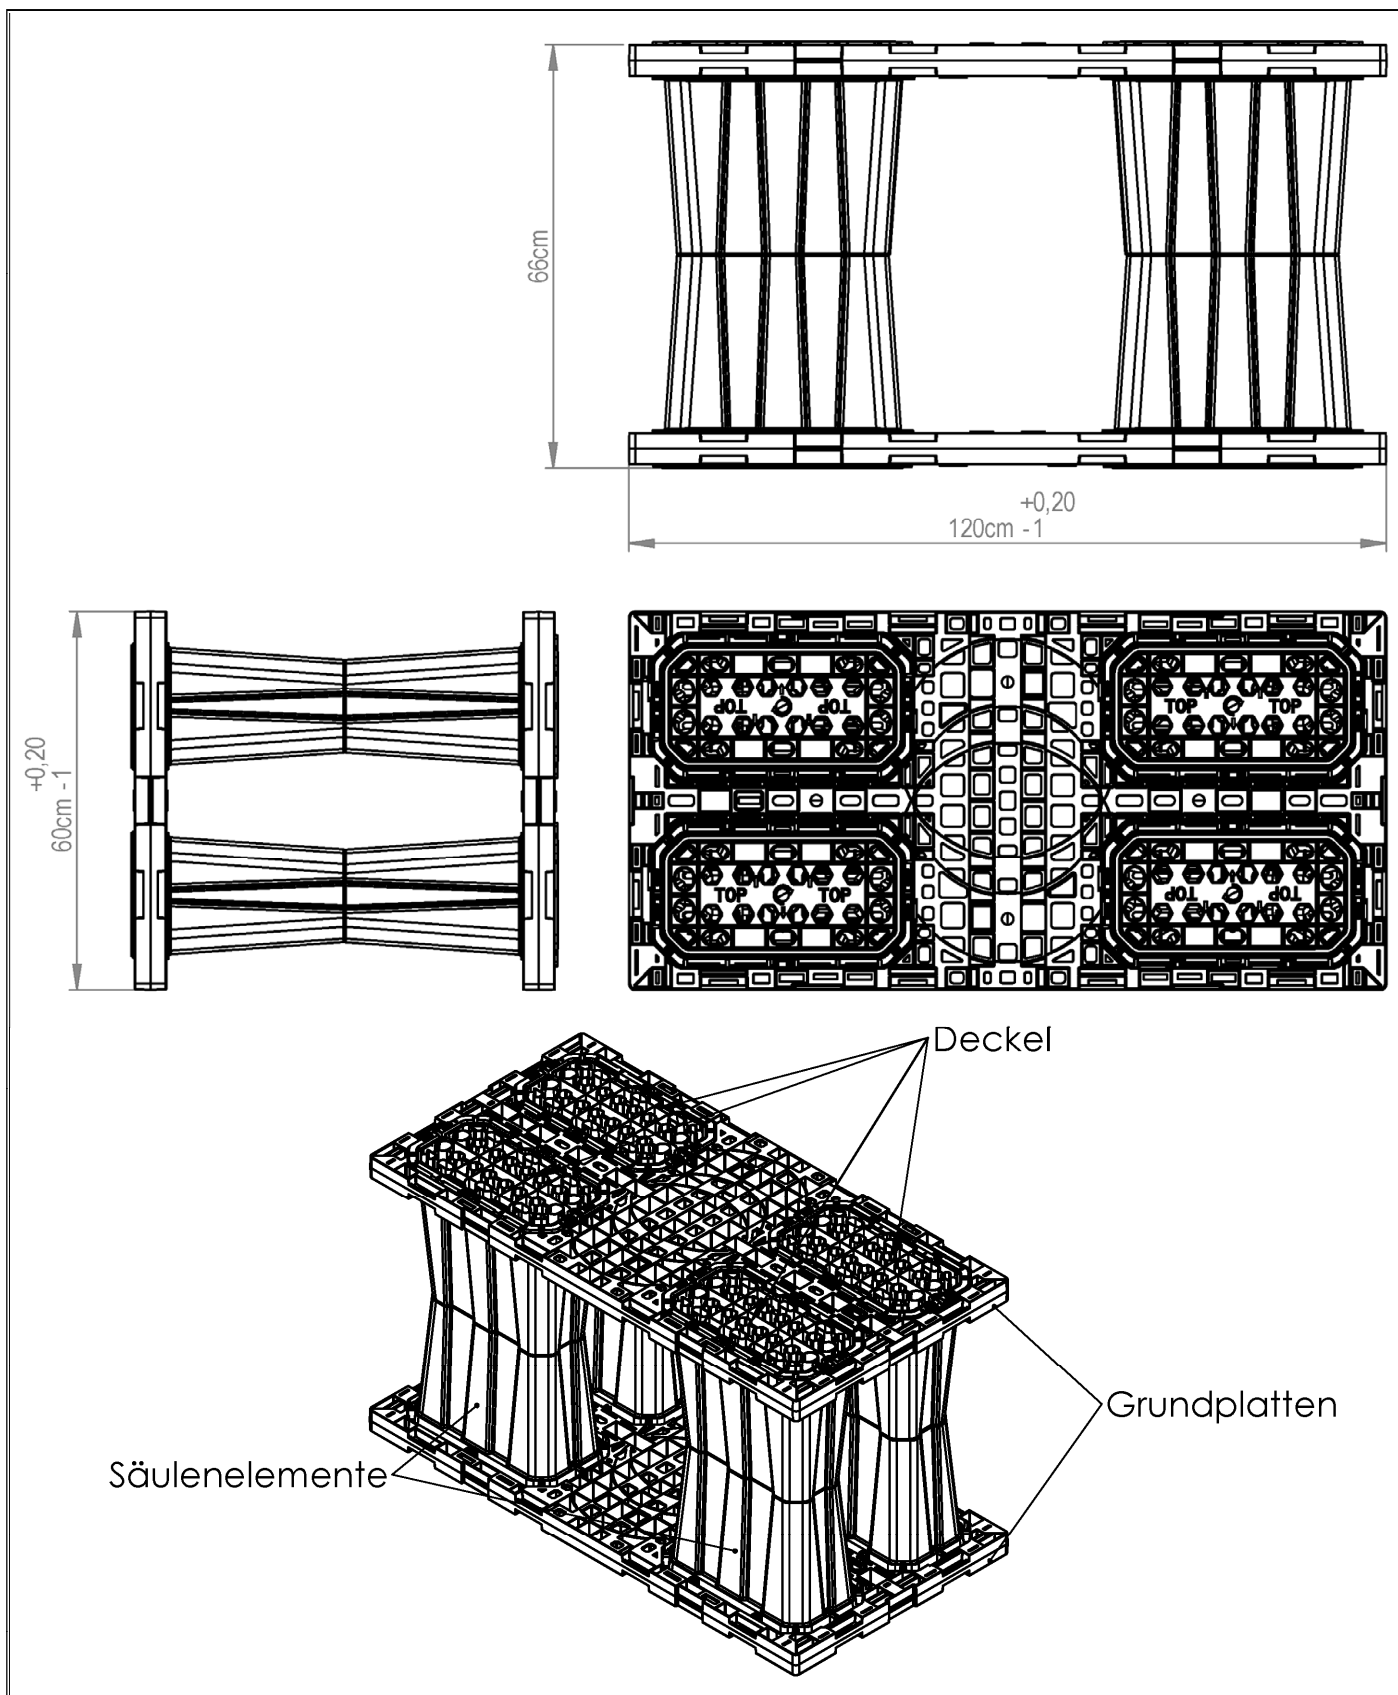 66cm
+0,20
120cm -1
+0,20
60cm -1
TOP TOP TOP TOP
TOP TOP TOP TOP
Deckel
Grundplatten
Säulenelemente